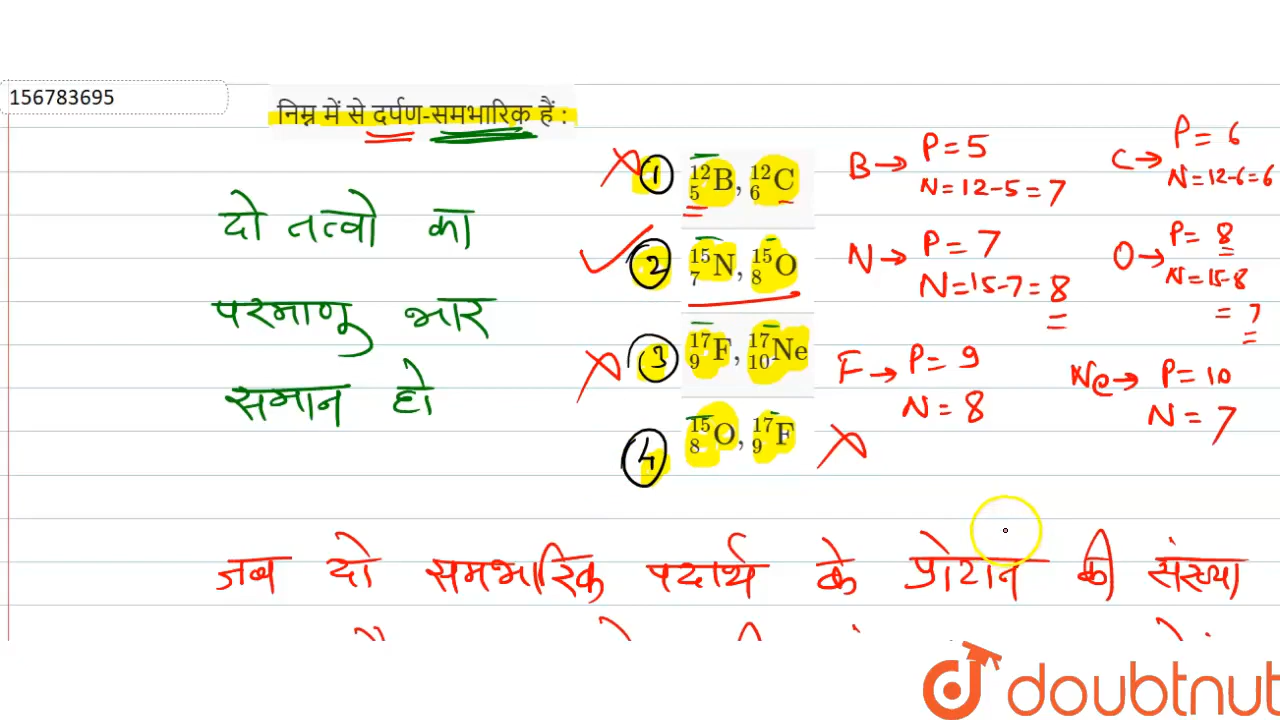 156783695
निम्न में से दर्पण-समभारिक हैं :
दो तत्वो का
परमाणु भार
समान हो
1 ¹²₅B, ¹²₆C
B → P = 5
N = 12-5 = 7
C → P = 6
N = 12-6 = 6
2 ¹⁵₇N, ¹⁵₈O
N → P = 7
N = 15-7 = 8
O → P = 8
N = 15-8
= 7
3 ¹⁷₉F, ¹⁷₁₀Ne
F → P = 9
N = 8
Ne → P = 10
N = 7
4 ¹⁵₈O, ¹⁷₉F
जब दो समभारिक पदार्थ के प्रोटान की संख्या
doubtnut